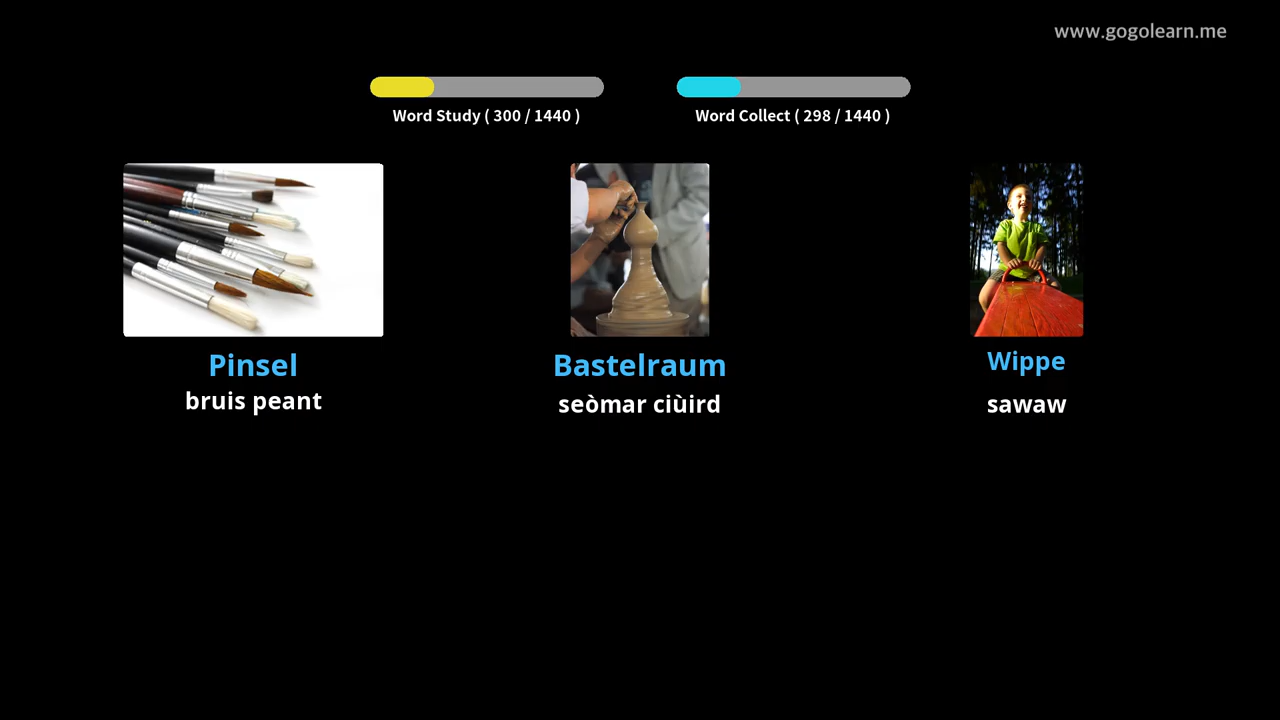 www.gogolearn.me
Word Study ( 300 / 1440 )
Word Collect ( 298 / 1440 )
Pinsel
bruis peant
Bastelraum
seòmar ciùird
Wippe
sawaw